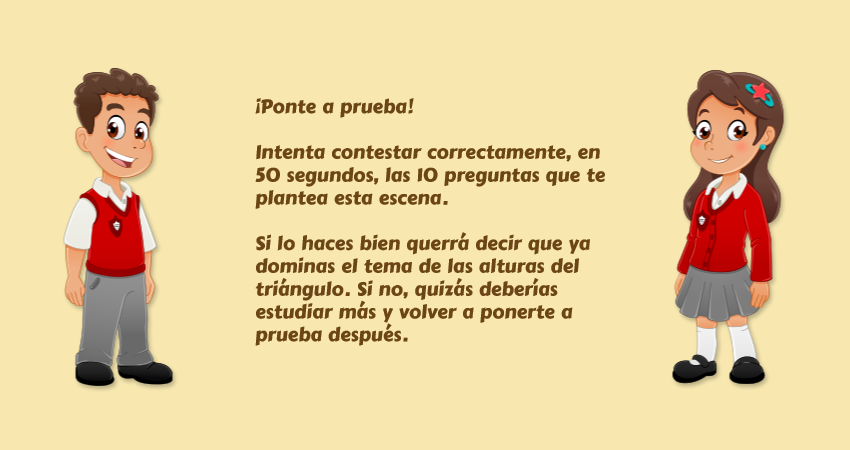 ¡Ponte a prueba!
Intenta contestar correctamente, en
50 segundos, las 10 preguntas que te
plantea esta escena.
Si lo haces bien querrá decir que ya
dominas el tema de las alturas del
triángulo. Si no, quizás deberías
estudiar más y volver a ponerte a
prueba después.